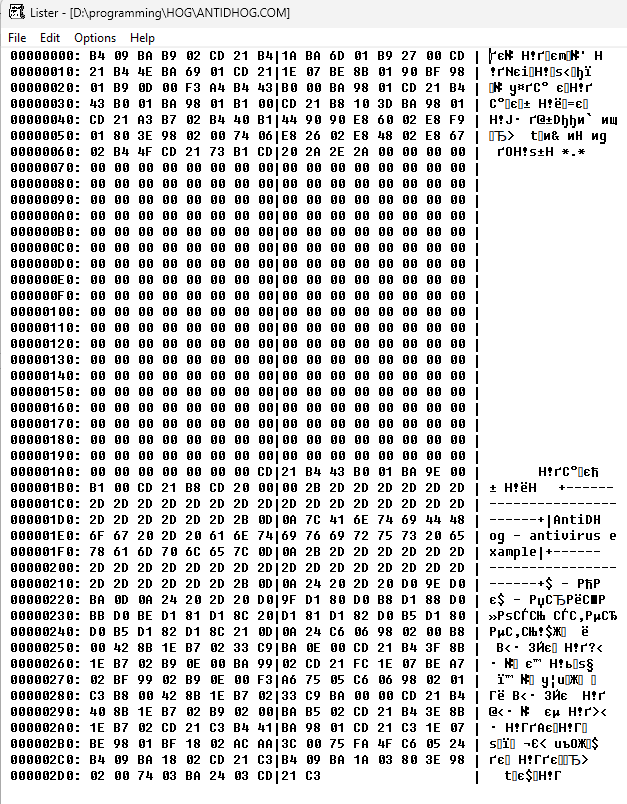 Lister - [D:\programming\HOG\ANTIDHOG.COM]
File Edit Options Help
00000000: B4 09 BA B9 02 CD 21 B4|1A BA 6D 01 B9 27 00 CD |
00000010: 21 B4 4E BA 69 01 CD 21|1E 07 BE 8B 01 90 BF 98 |
00000020: 01 B9 0D 00 F3 A4 B4 43|B0 00 BA 98 01 CD 21 B4 |
00000030: 43 B0 01 BA 98 01 B1 00|CD 21 B8 10 3D BA 98 01 |
00000040: CD 21 A3 B7 02 B4 40 B1|44 90 90 E8 60 02 E8 F9 |
00000050: 01 80 3E 98 02 00 74 06|E8 26 02 E8 48 02 E8 67 |
00000060: 02 B4 4F CD 21 73 B1 CD|20 2A 2E 2A 00 00 00 00 | ґOН!s±Н *.*
00000070: 00 00 00 00 00 00 00 00|00 00 00 00 00 00 00 00 |
00000080: 00 00 00 00 00 00 00 00|00 00 00 00 00 00 00 00 |
00000090: 00 00 00 00 00 00 00 00|00 00 00 00 00 00 00 00 |
000000A0: 00 00 00 00 00 00 00 00|00 00 00 00 00 00 00 00 |
000000B0: 00 00 00 00 00 00 00 00|00 00 00 00 00 00 00 00 |
000000C0: 00 00 00 00 00 00 00 00|00 00 00 00 00 00 00 00 |
000000D0: 00 00 00 00 00 00 00 00|00 00 00 00 00 00 00 00 |
000000E0: 00 00 00 00 00 00 00 00|00 00 00 00 00 00 00 00 |
000000F0: 00 00 00 00 00 00 00 00|00 00 00 00 00 00 00 00 |
00000100: 00 00 00 00 00 00 00 00|00 00 00 00 00 00 00 00 |
00000110: 00 00 00 00 00 00 00 00|00 00 00 00 00 00 00 00 |
00000120: 00 00 00 00 00 00 00 00|00 00 00 00 00 00 00 00 |
00000130: 00 00 00 00 00 00 00 00|00 00 00 00 00 00 00 00 |
00000140: 00 00 00 00 00 00 00 00|00 00 00 00 00 00 00 00 |
00000150: 00 00 00 00 00 00 00 00|00 00 00 00 00 00 00 00 |
00000160: 00 00 00 00 00 00 00 00|00 00 00 00 00 00 00 00 |
00000170: 00 00 00 00 00 00 00 00|00 00 00 00 00 00 00 00 |
00000180: 00 00 00 00 00 00 00 00|00 00 00 00 00 00 00 00 |
00000190: 00 00 00 00 00 00 00 00|00 00 00 00 00 00 00 00 |
000001A0: 00 00 00 00 00 00 00 CD|21 B4 43 B0 01 BA 9E 00 |
000001B0: B1 00 CD 21 B8 CD 20 00|00 2B 2D 2D 2D 2D 2D 2D | ± Н!ёН +------
000001C0: 2D 2D 2D 2D 2D 2D 2D 2D|2D 2D 2D 2D 2D 2D 2D 2D | ----------------
000001D0: 2D 2D 2D 2D 2D 2D 2B 0D|0A 7C 41 6E 74 69 44 48 | ------+|AntiDH
000001E0: 6F 67 20 2D 20 61 6E 74|69 76 69 72 75 73 20 65 | og - antivirus e
000001F0: 78 61 6D 70 6C 65 7C 0D|0A 2B 2D 2D 2D 2D 2D 2D | xample|+------
00000200: 2D 2D 2D 2D 2D 2D 2D 2D|2D 2D 2D 2D 2D 2D 2D 2D | ----------------
00000210: 2D 2D 2D 2D 2D 2D 2B 0D|0A 24 20 2D 20 D0 9E D0 |
00000220: BA 0D 0A 24 20 2D 20 D0|9F D1 80 D0 B8 D1 88 D0 |
00000230: BB D0 BE D1 81 D1 8C 20|D1 81 D1 82 D0 B5 D1 80 |
00000240: D0 B5 D1 82 D1 8C 21 0D|0A 24 C6 06 98 02 00 B8 |
00000250: 00 42 8B 1E B7 02 33 C9|BA 0E 00 CD 21 B4 3F 8B |
00000260: 1E B7 02 B9 0E 00 BA 99|02 CD 21 FC 1E 07 BE A7 |
00000270: 02 BF 99 02 B9 0E 00 F3|A6 75 05 C6 06 98 02 01 |
00000280: C3 B8 00 42 8B 1E B7 02|33 C9 BA 00 00 CD 21 B4 |
00000290: 40 8B 1E B7 02 B9 02 00|BA B5 02 CD 21 B4 3E 8B |
000002A0: 1E B7 02 CD 21 C3 B4 41|BA 98 01 CD 21 C3 1E 07 |
000002B0: BE 98 01 BF 18 02 AC AA|3C 00 75 FA 4F C6 05 24 |
000002C0: B4 09 BA 18 02 CD 21 C3|B4 09 BA 1A 03 80 3E 98 |
000002D0: 02 00 74 03 BA 24 03 CD|21 C3 |